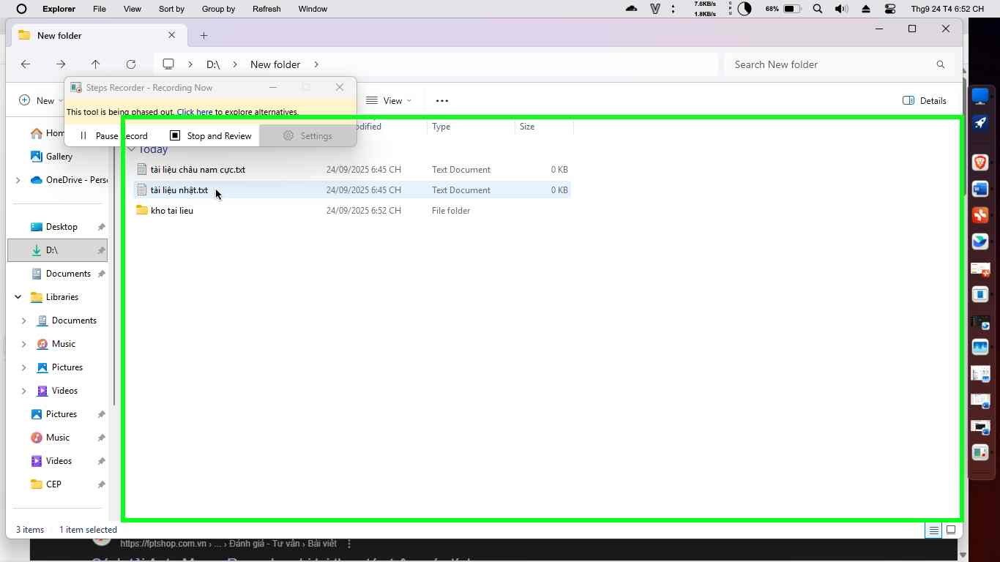 Explorer File View Sort by Group by Refresh Window 7.6KB/s 1.8KB/s CPU 68% Thg9 24 T4 6:52 CH
New folder
D:\ New folder Search New folder
Steps Recorder - Recording Now
New View Details
This tool is being phased out. Click here to explore alternatives.
Type Size
Pause Record Stop and Review Settings
Today
Gallery
tài liệu châu nam cực.txt 24/09/2025 6:45 CH Text Document 0 KB
OneDrive - Pers
tài liệu nhật.txt 24/09/2025 6:45 CH Text Document 0 KB
kho tai lieu 24/09/2025 6:52 CH File folder
Desktop
D:\
Documents
Libraries
Documents
Music
Pictures
Videos
Pictures
Music
Videos
CEP
3 items 1 item selected
https://fptshop.com.vn › ... › Đánh giá - Tư vấn › Bài viết